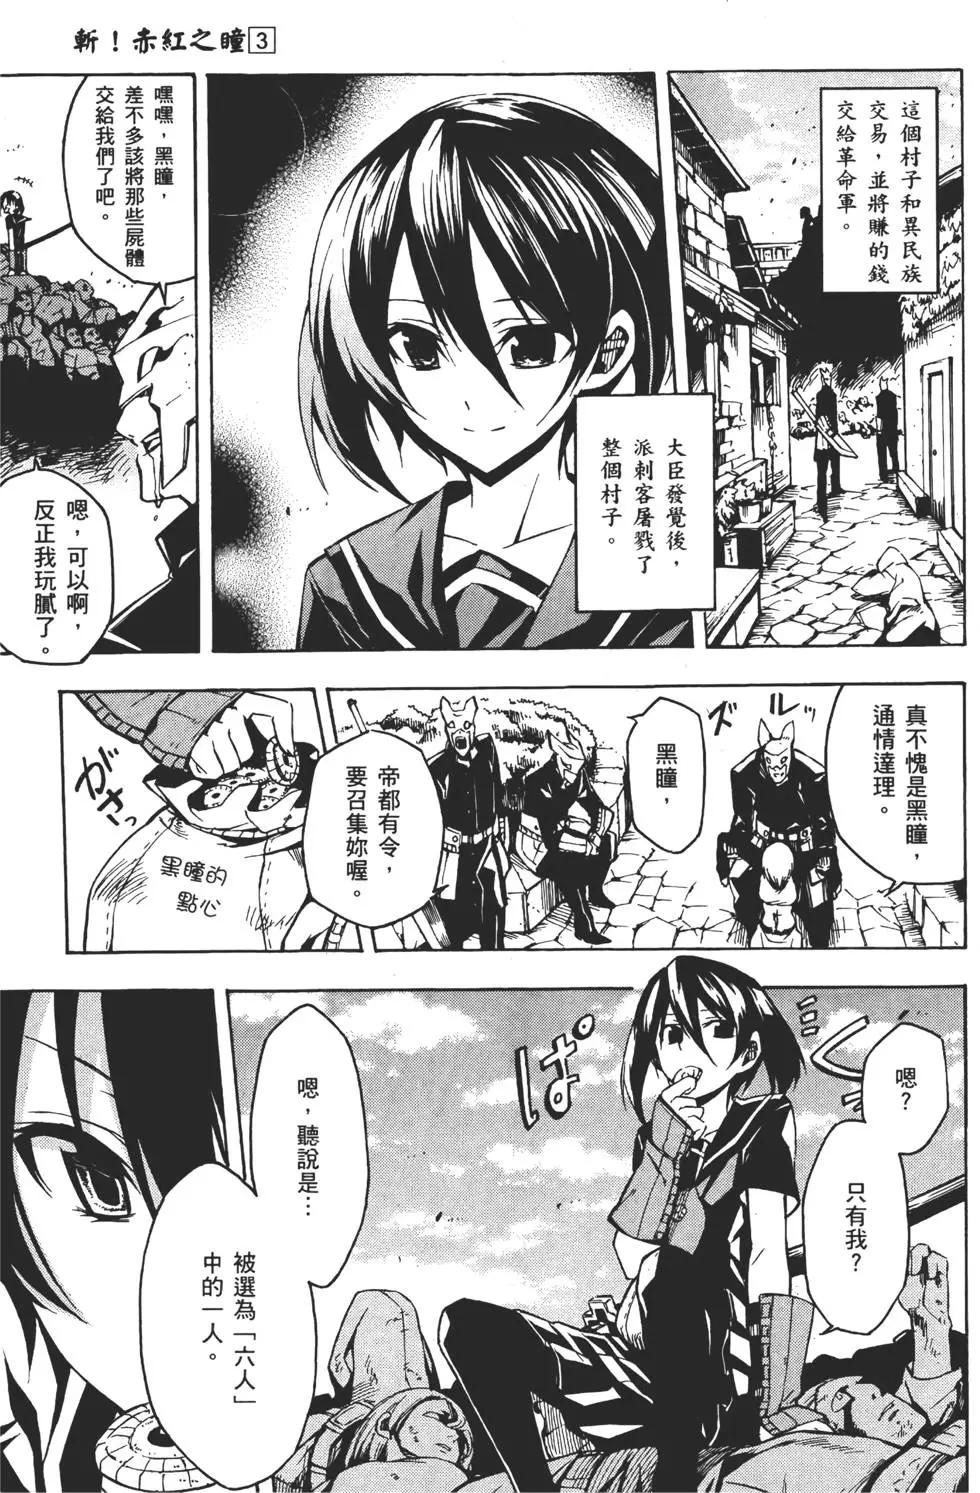 斬！赤紅之瞳3
這個村子和異民族
交易，並將賺的錢
交給革命軍。
大臣發覺後，
派刺客屠戮了
整個村子。
嘿嘿，黑瞳，
差不多該將那些屍體
交給我們了吧。
嗯，可以啊，
反正我玩膩了。
真不愧是黑瞳，
通情達理。
ズルッ
黑瞳，
帝都有令，
要召集妳喔。
ガサっ
黑瞳的
點心
嗯？
只有我？
ぱく
嗯，聽說是…
被選為「六人」
中的一人。